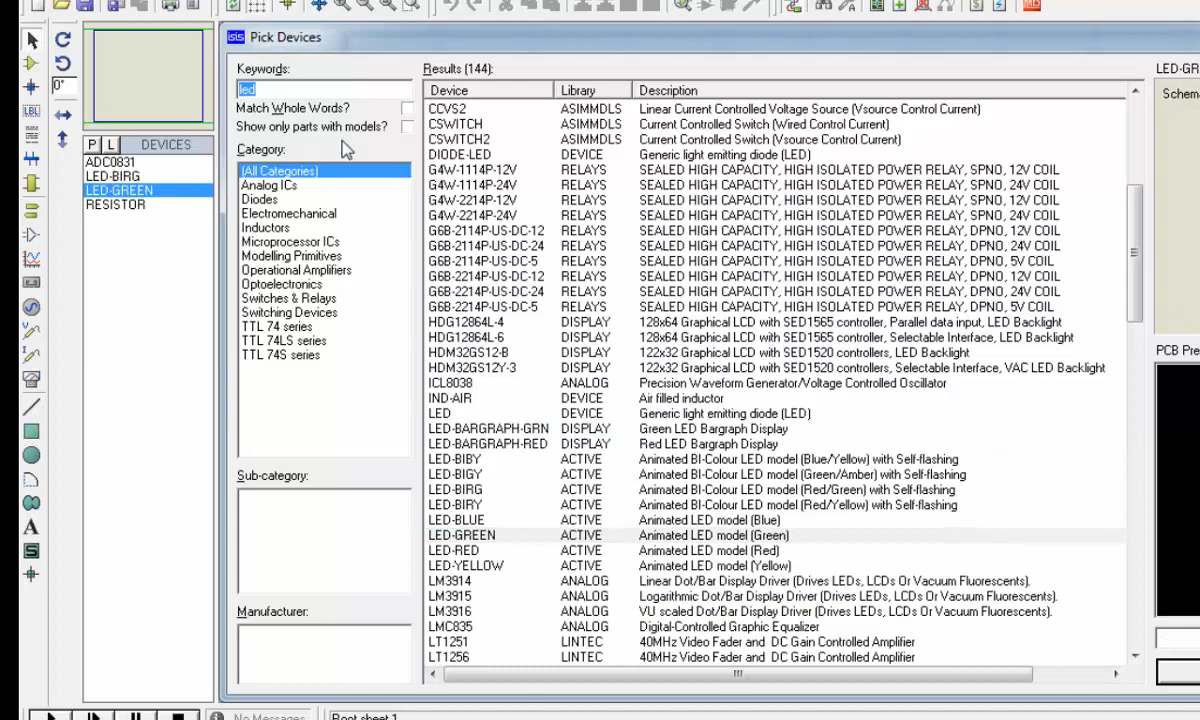 isis Pick Devices
Keywords:
led
Match Whole Words?
Show only parts with models?
Category:
(All Categories)
Analog ICs
Diodes
Electromechanical
Inductors
Microprocessor ICs
Modelling Primitives
Operational Amplifiers
Optoelectronics
Switches & Relays
Switching Devices
TTL 74 series
TTL 74LS series
TTL 74S series
Sub-category:
Manufacturer:
Results (144):
Device Library Description
CCVS2 ASIMMDLS Linear Current Controlled Voltage Source (Vsource Control Current)
CSWITCH ASIMMDLS Current Controlled Switch (Wired Control Current)
CSWITCH2 ASIMMDLS Current Controlled Switch (Vsource Control Current)
DIODE-LED DEVICE Generic light emitting diode (LED)
G4W-1114P-12V RELAYS SEALED HIGH CAPACITY, HIGH ISOLATED POWER RELAY, SPNO, 12V COIL
G4W-1114P-24V RELAYS SEALED HIGH CAPACITY, HIGH ISOLATED POWER RELAY, SPNO, 24V COIL
G4W-2214P-12V RELAYS SEALED HIGH CAPACITY, HIGH ISOLATED POWER RELAY, SPNO, 12V COIL
G4W-2214P-24V RELAYS SEALED HIGH CAPACITY, HIGH ISOLATED POWER RELAY, SPNO, 24V COIL
G6B-2114P-US-DC-12 RELAYS SEALED HIGH CAPACITY, HIGH ISOLATED POWER RELAY, DPNO, 12V COIL
G6B-2114P-US-DC-24 RELAYS SEALED HIGH CAPACITY, HIGH ISOLATED POWER RELAY, DPNO, 24V COIL
G6B-2114P-US-DC-5 RELAYS SEALED HIGH CAPACITY, HIGH ISOLATED POWER RELAY, DPNO, 5V COIL
G6B-2214P-US-DC-12 RELAYS SEALED HIGH CAPACITY, HIGH ISOLATED POWER RELAY, DPNO, 12V COIL
G6B-2214P-US-DC-24 RELAYS SEALED HIGH CAPACITY, HIGH ISOLATED POWER RELAY, DPNO, 24V COIL
G6B-2214P-US-DC-5 RELAYS SEALED HIGH CAPACITY, HIGH ISOLATED POWER RELAY, DPNO, 5V COIL
HDG12864L-4 DISPLAY 128x64 Graphical LCD with SED1565 controller, Parallel data input, LED Backlight
HDG12864L-6 DISPLAY 128x64 Graphical LCD with SED1565 controller, Selectable Interface, LED Backlight
HDM32GS12-B DISPLAY 122x32 Graphical LCD with SED1520 controllers, LED Backlight
HDM32GS12Y-3 DISPLAY 122x32 Graphical LCD with SED1520 controllers, Selectable Interface, VAC LED Backlight
ICL8038 ANALOG Precision Waveform Generator/Voltage Controlled Oscillator
IND-AIR DEVICE Air filled inductor
LED DEVICE Generic light emitting diode (LED)
LED-BARGRAPH-GRN DISPLAY Green LED Bargraph Display
LED-BARGRAPH-RED DISPLAY Red LED Bargraph Display
LED-BIBY ACTIVE Animated BI-Colour LED model (Blue/Yellow) with Self-flashing
LED-BIGY ACTIVE Animated BI-Colour LED model (Green/Amber) with Self-flashing
LED-BIRG ACTIVE Animated BI-Colour LED model (Red/Green) with Self-flashing
LED-BIRY ACTIVE Animated BI-Colour LED model (Red/Yellow) with Self-flashing
LED-BLUE ACTIVE Animated LED model (Blue)
LED-GREEN ACTIVE Animated LED model (Green)
LED-RED ACTIVE Animated LED model (Red)
LED-YELLOW ACTIVE Animated LED model (Yellow)
LM3914 ANALOG Linear Dot/Bar Display Driver (Drives LEDs, LCDs Or Vacuum Fluorescents).
LM3915 ANALOG Logarithmic Dot/Bar Display Driver (Drives LEDs, LCDs Or Vacuum Fluorescents).
LM3916 ANALOG VU scaled Dot/Bar Display Driver (Drives LEDs, LCDs Or Vacuum Fluorescents).
LMC835 ANALOG Digital-Controlled Graphic Equalizer
LT1251 LINTEC 40MHz Video Fader and DC Gain Controlled Amplifier
LT1256 LINTEC 40MHz Video Fader and DC Gain Controlled Amplifier
LED-GR
Schem
PCB Pre
0°
LBL
A
S
P L DEVICES
ADC0831
LED-BIRG
LED-GREEN
RESISTOR
No Messages
Root sheet 1